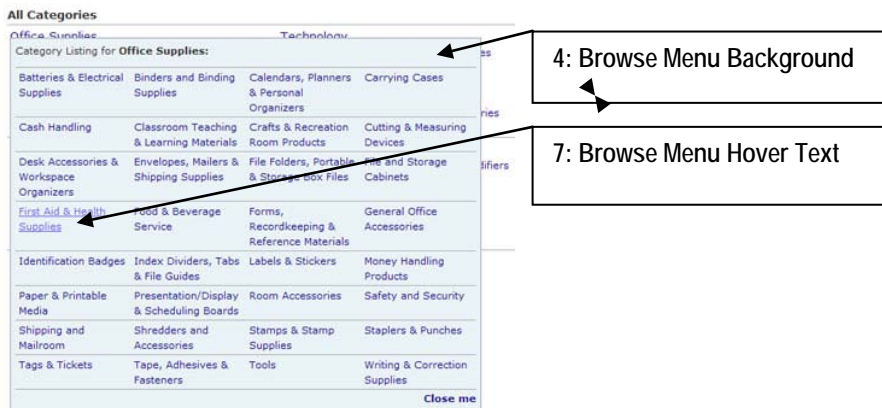 All Categories
Office Supplies Technology
Category Listing for Office Supplies:
Batteries & Electrical Binders and Binding Calendars, Planners Carrying Cases
Supplies Supplies & Personal
Organizers
Cash Handling Classroom Teaching Crafts & Recreation Cutting & Measuring
& Learning Materials Room Products Devices
Desk Accessories & Envelopes, Mailers & File Folders, Portable File and Storage
Workspace Shipping Supplies & Storage Box Files Cabinets
Organizers
First Aid & Health Food & Beverage Forms, General Office
Supplies Service Recordkeeping & Accessories
Reference Materials
Identification Badges Index Dividers, Tabs Labels & Stickers Money Handling
& File Guides Products
Paper & Printable Presentation/Display Room Accessories Safety and Security
Media & Scheduling Boards
Shipping and Shredders and Stamps & Stamp Staplers & Punches
Mailroom Accessories Supplies
Tags & Tickets Tape, Adhesives & Tools Writing & Correction
Fasteners Supplies
Close me
4: Browse Menu Background
7: Browse Menu Hover Text